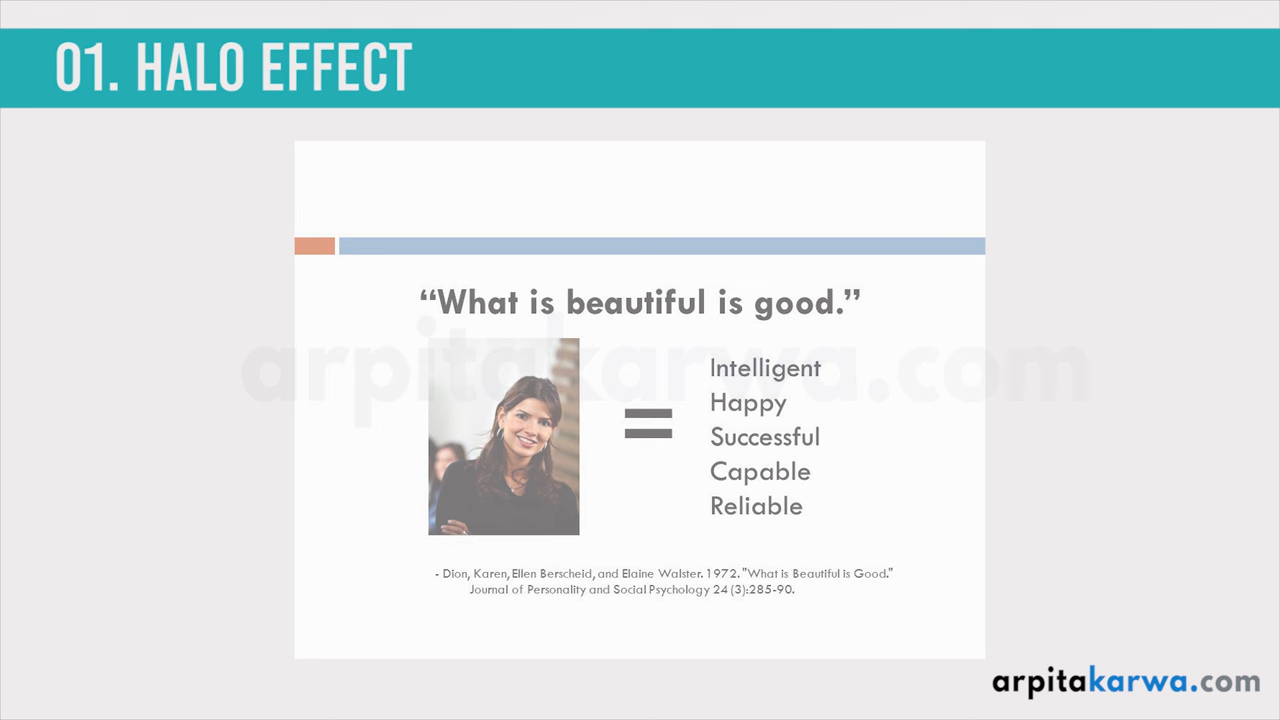 01. HALO EFFECT
“What is beautiful is good.”
arpitakarwa.com
Intelligent
Happy
=
Successful
Capable
Reliable
- Dion, Karen, Ellen Berscheid, and Elaine Walster. 1972. "What is Beautiful is Good."
Journal of Personality and Social Psychology 24 (3):285-90.
arpitakarwa.com